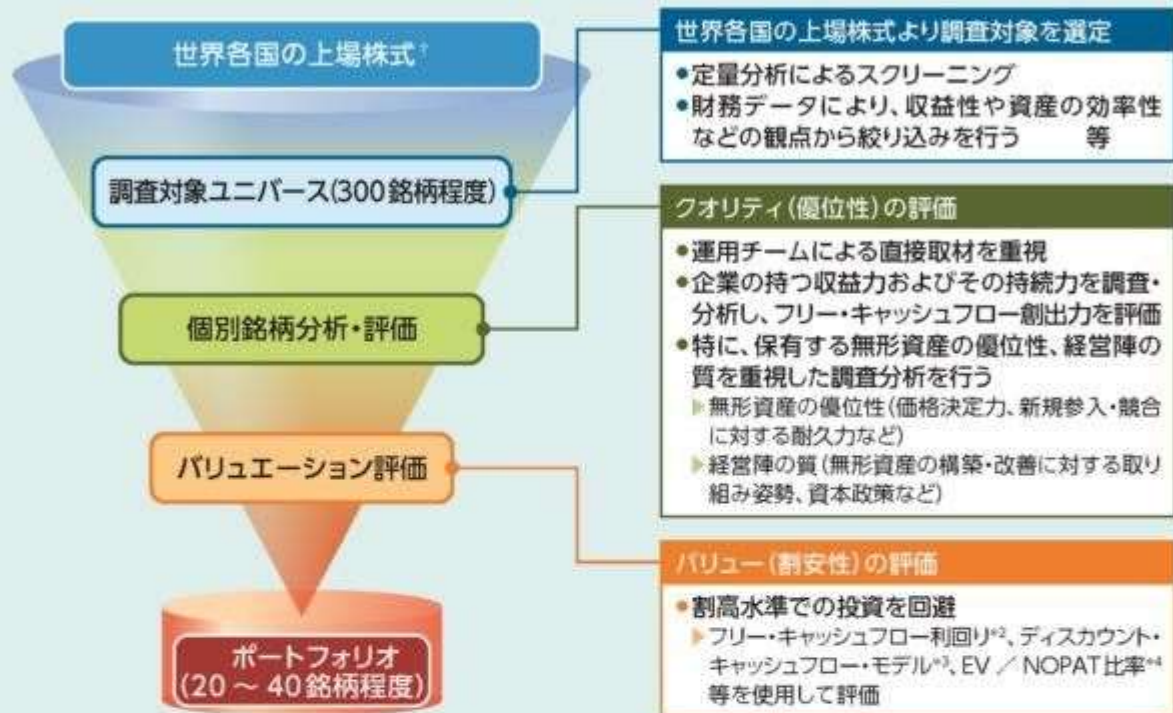 世界各国の上場株式†
調査対象ユニバース(300銘柄程度)
個別銘柄分析・評価
バリュエーション評価
ポートフォリオ
(20 ~ 40銘柄程度)
世界各国の上場株式より調査対象を選定
●定量分析によるスクリーニング
●財務データにより、収益性や資産の効率性
などの観点から絞り込みを行う 等
クオリティ(優位性)の評価
●運用チームによる直接取材を重視
●企業の持つ収益力およびその持続力を調査・
分析し、フリー・キャッシュフロー創出力を評価
●特に、保有する無形資産の優位性、経営陣の
質を重視した調査分析を行う
▶無形資産の優位性(価格決定力、新規参入・競合
に対する耐久力など)
▶経営陣の質(無形資産の構築・改善に対する取り
組み姿勢、資本政策など)
バリュー(割安性)の評価
●割高水準での投資を回避
▶フリー・キャッシュフロー利回り*2、ディスカウント・
キャッシュフロー・モデル*3、EV / NOPAT比率*4
等を使用して評価